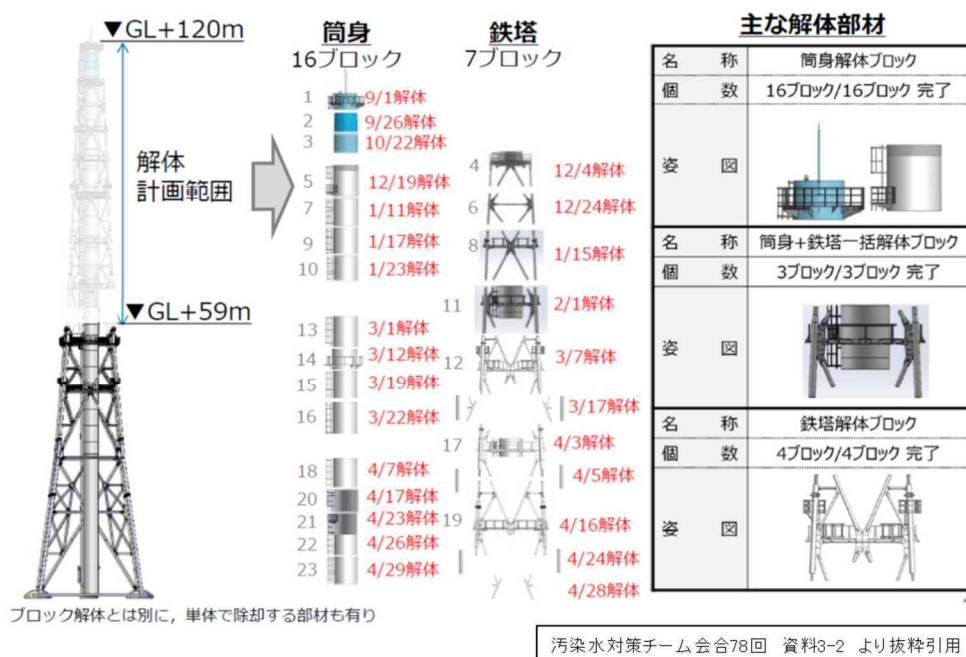 ▼GL+120m
解体
計画範囲
▼GL+59m
筒身
16ブロック
1 9/1解体
2 9/26解体
3 10/22解体
5 12/19解体
7 1/11解体
9 1/17解体
10 1/23解体
13 3/1解体
14 3/12解体
15 3/19解体
16 3/22解体
18 4/7解体
20 4/17解体
21 4/23解体
22 4/26解体
23 4/29解体
鉄塔
7ブロック
4 12/4解体
6 12/24解体
8 1/15解体
11 2/1解体
12 3/7解体
3/17解体
17 4/3解体
4/5解体
19 4/16解体
4/24解体
4/28解体
主な解体部材
名 称 筒身解体ブロック
個 数 16ブロック/16ブロック 完了
姿 図
名 称 筒身+鉄塔一括解体ブロック
個 数 3ブロック/3ブロック 完了
姿 図
名 称 鉄塔解体ブロック
個 数 4ブロック/4ブロック 完了
姿 図
ブロック解体とは別に，単体で除却する部材も有り
汚染水対策チーム会合78回 資料3-2 より抜粋引用